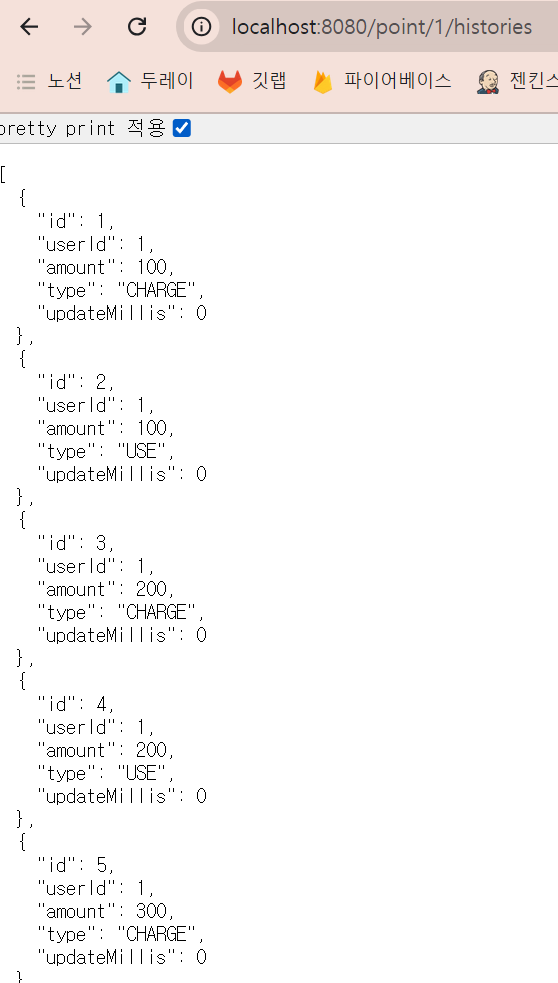 localhost:8080/point/1/histories
노션 두레이 깃랩 파이어베이스 젠킨스
pretty print 적용
[
{
"id": 1,
"userId": 1,
"amount": 100,
"type": "CHARGE",
"updateMillis": 0
},
{
"id": 2,
"userId": 1,
"amount": 100,
"type": "USE",
"updateMillis": 0
},
{
"id": 3,
"userId": 1,
"amount": 200,
"type": "CHARGE",
"updateMillis": 0
},
{
"id": 4,
"userId": 1,
"amount": 200,
"type": "USE",
"updateMillis": 0
},
{
"id": 5,
"userId": 1,
"amount": 300,
"type": "CHARGE",
"updateMillis": 0
}